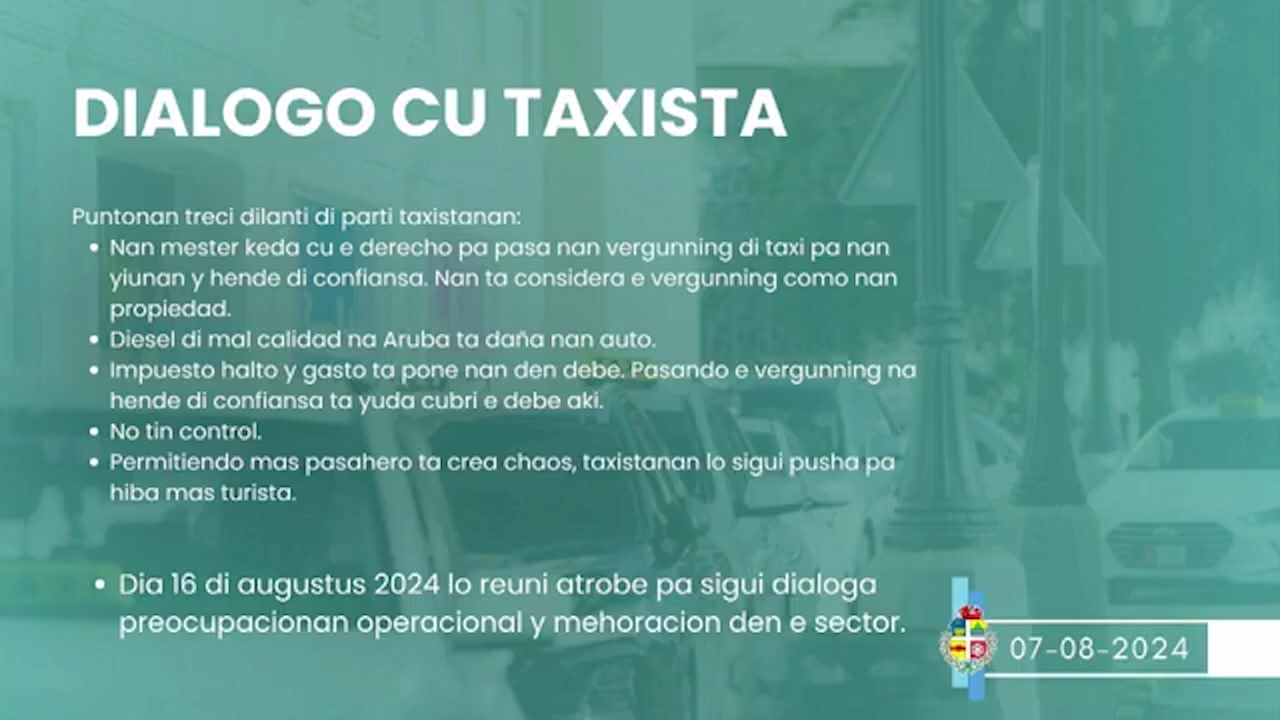 DIALOGO CU TAXISTA
Puntonan treci dilanti di parti taxistanan:
• Nan mester keda cu e derecho pa pasa nan vergunning di taxi pa nan
yiunan y hende di confiansa. Nan ta considera e vergunning como nan
propiedad.
• Diesel di mal calidad na Aruba ta daña nan auto.
• Impuesto halto y gasto ta pone nan den debe. Pasando e vergunning na
hende di confiansa ta yuda cubri e debe aki.
• No tin control.
• Permitiendo mas pasahero ta crea chaos, taxistanan lo sigui pusha pa
hiba mas turista.
• Dia 16 di augustus 2024 lo reuni atrobe pa sigui dialoga
preocupacionan operacional y mehoracion den e sector.
07-08-2024